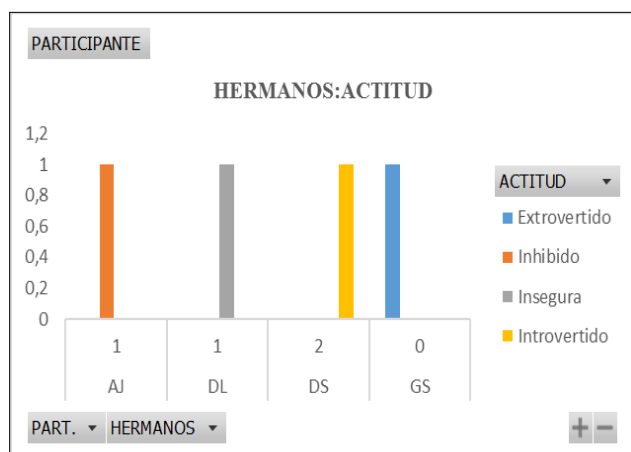 PARTICIPANTE
HERMANOS:ACTITUD
1,2
1
0,8
0,6
0,4
0,2
0
1 1 2 0
AJ DL DS GS
ACTITUD
Extrovertido
Inhibido
Insegura
Introvertido
PART. HERMANOS